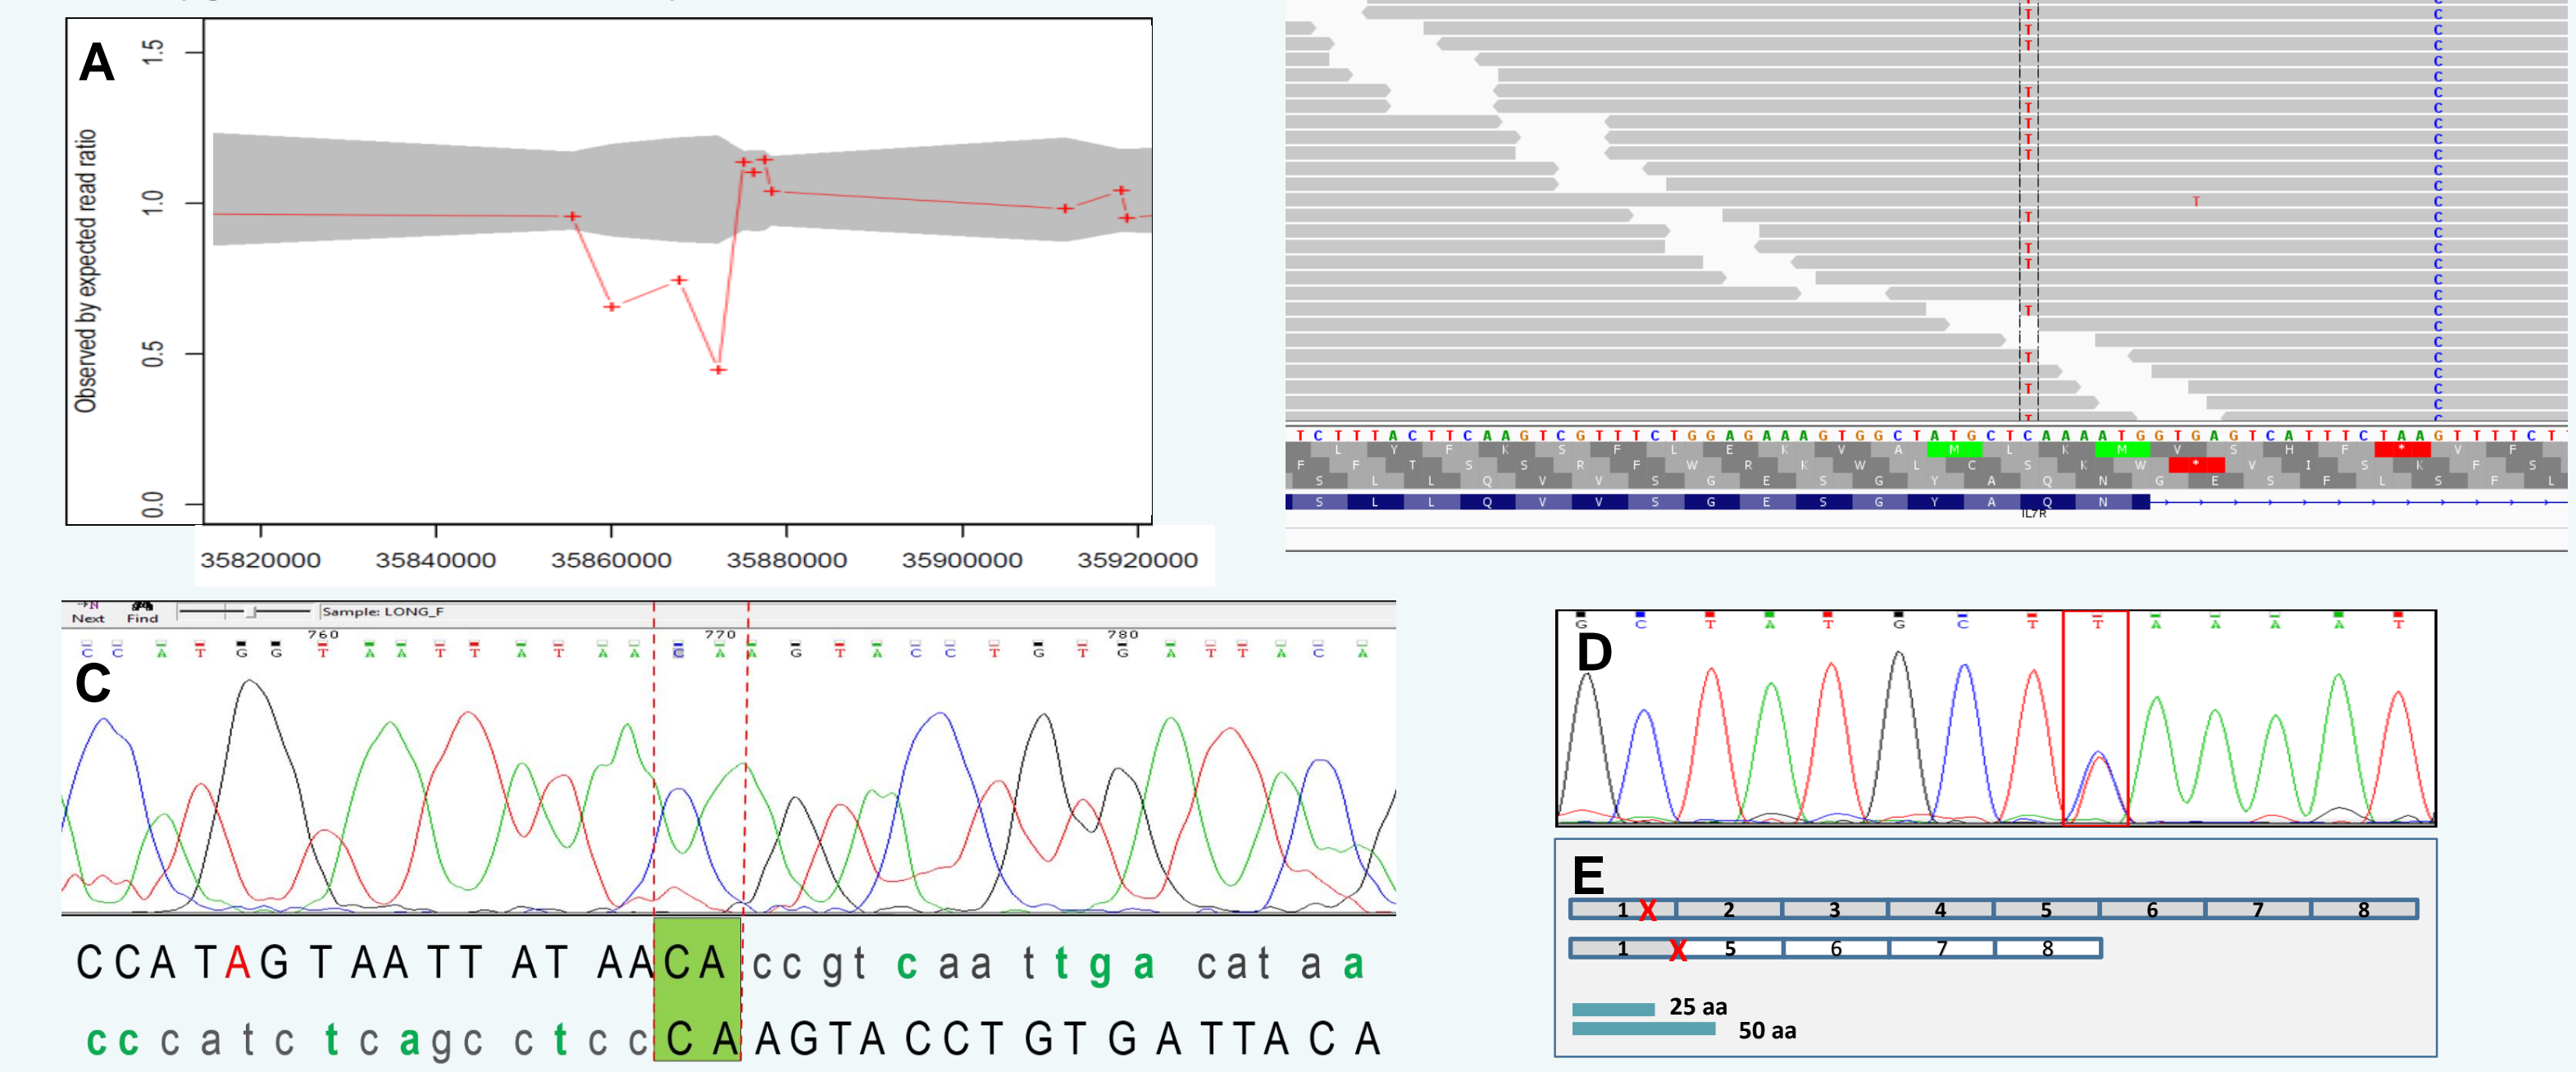 A
Observed by expected read ratio
1.5
1.0
0.5
0.0
35820000 35840000 35860000 35880000 35900000 35920000
T C T T T A C T T C A A G T C G T T T C T G G A G A A A G T G G C T A T G C T C A A A A T G G T G A G T C A T T T C T A A G T T T T C T
L Y F K S F L E K V A M L K M V S H F * V F
F F T S S R F W R K W L C S K W * V I S K F S
S L L Q V V S G E S G Y A Q N G E S F L S F L
S L L Q V V S G E S G Y A Q N
IL7R
Next Find Sample: LONG_F
760 770 780
C C A T G G T A A T T A T A A C A A G T A C C T G T G A T T A C A
C
CCATAGTAATTATAACA ccgtcaattgacataa
cccatctcagcctccCAAGTACCTGTGATTACA
G C T A T G C T T A A A A T
D
E
1 X 2 3 4 5 6 7 8
1 X 5 6 7 8
25 aa
50 aa